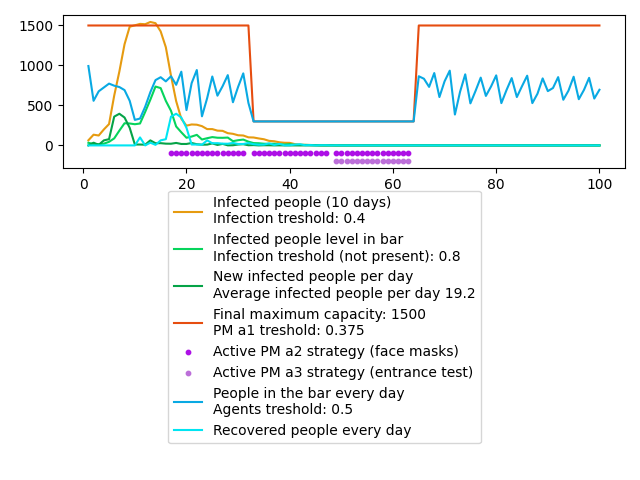 1500
1000
500
0
0
20
40
60
80
100
Infected people (10 days)
Infection treshold: 0.4
Infected people level in bar
Infection treshold (not present): 0.8
New infected people per day
Average infected people per day 19.2
Final maximum capacity: 1500
PM a1 treshold: 0.375
Active PM a2 strategy (face masks)
Active PM a3 strategy (entrance test)
People in the bar every day
Agents treshold: 0.5
Recovered people every day